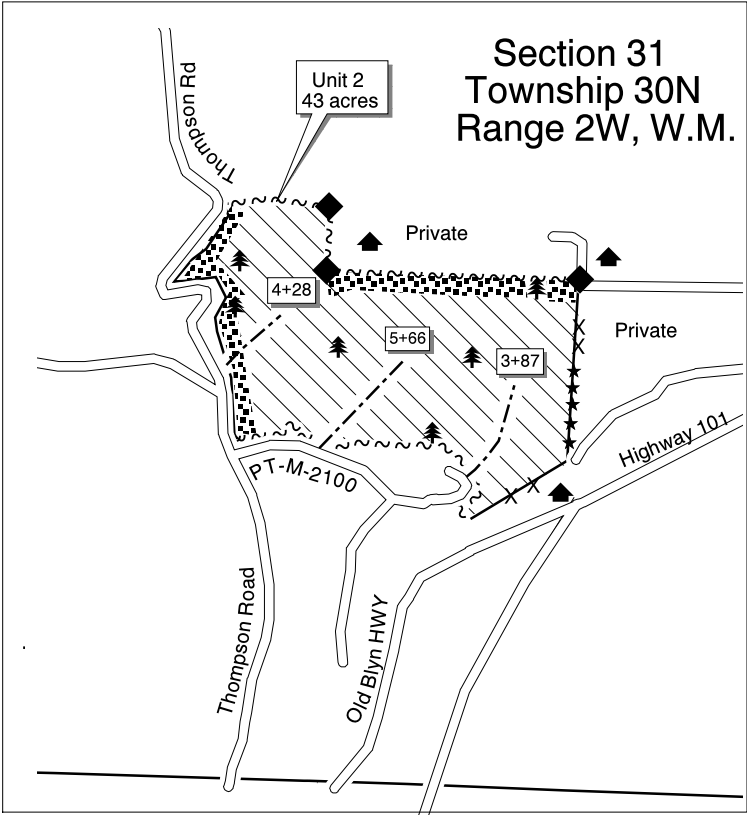 Section 31
Township 30N
Range 2W, W.M.
Thompson Rd
Unit 2
43 acres
Private
4+28
5+66
3+87
Private
Highway 101
PT-M-2100
Thompson Road
Old Blyn HWY